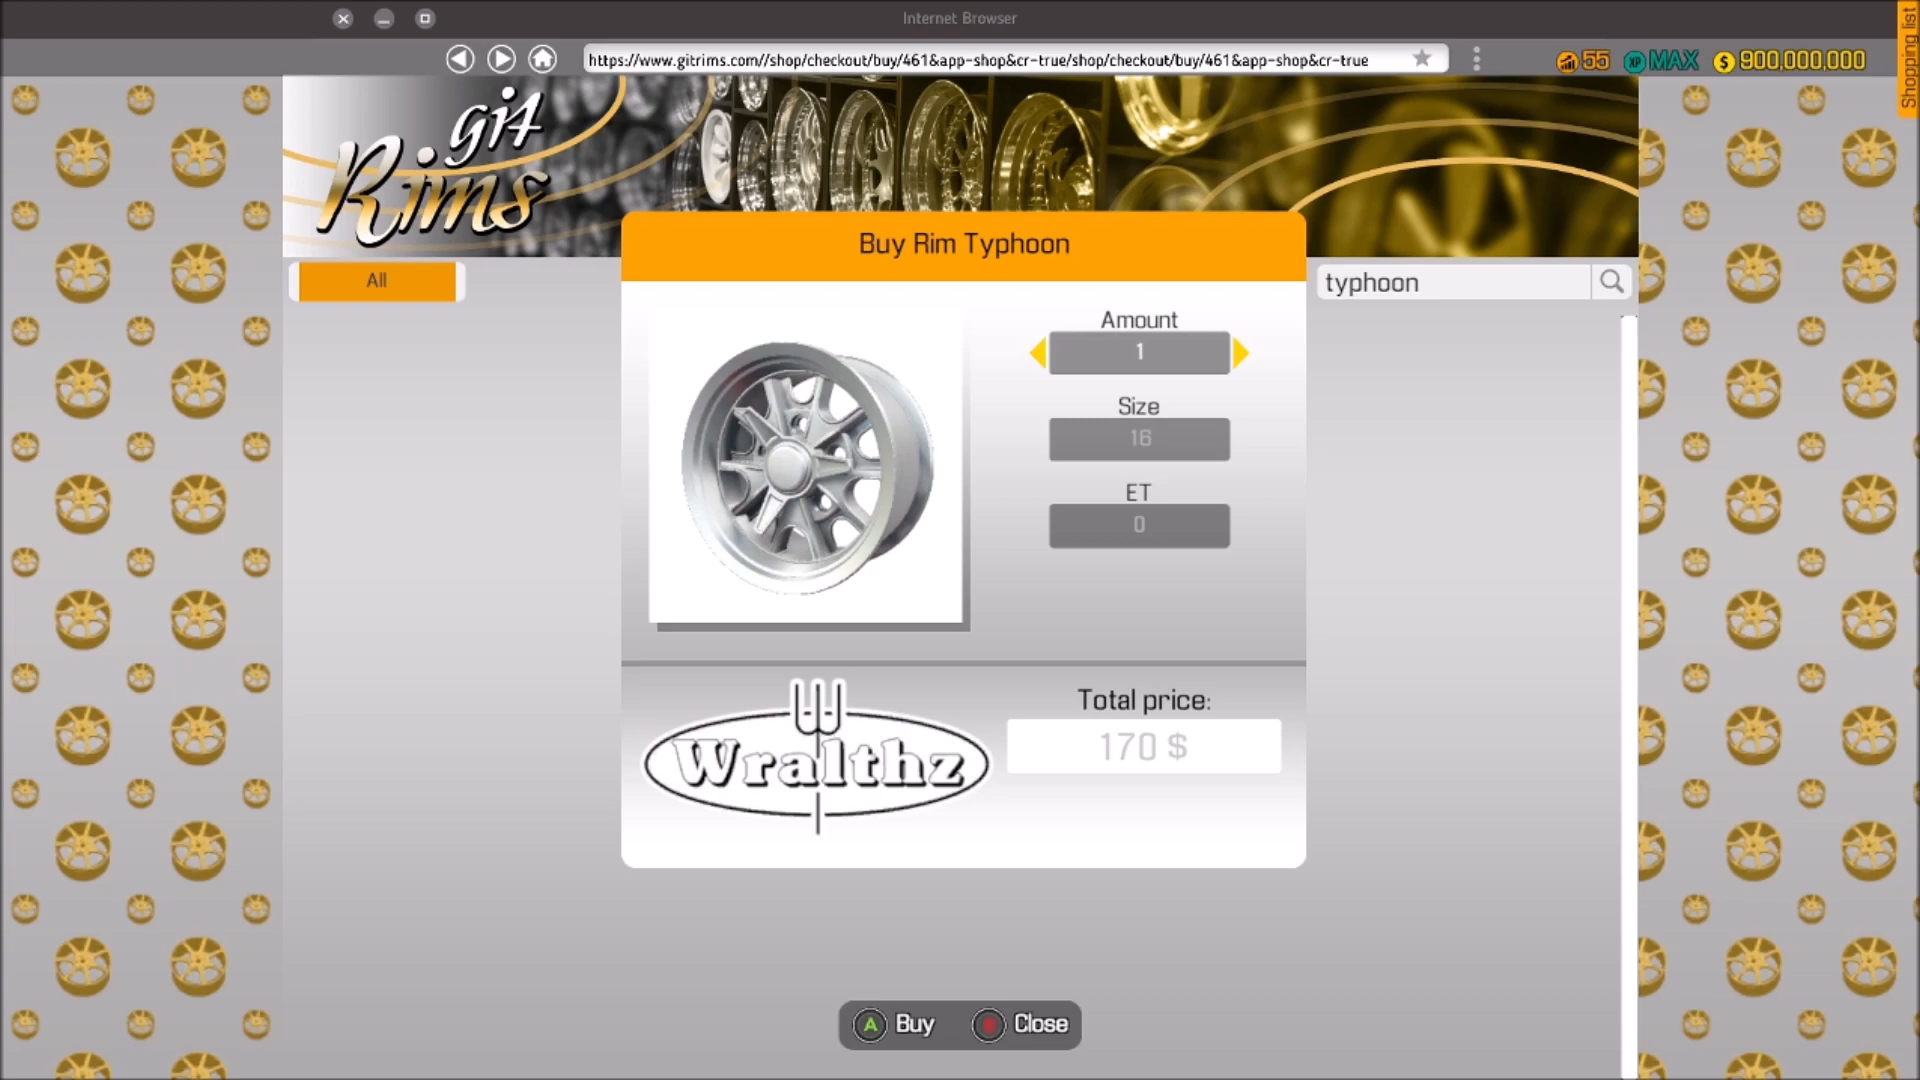 Internet Browser
https://www.gitrims.com//shop/checkout/buy/461&app-shop&cr-true/shop/checkout/buy/461&app-shop&cr-true
55
XP MAX
$ 900,000,000
Shopping list
git
Rims
All
typhoon
Buy Rim Typhoon
Amount
1
Size
16
ET
0
W
Wralthz
Total price:
170 $
A Buy
B Close